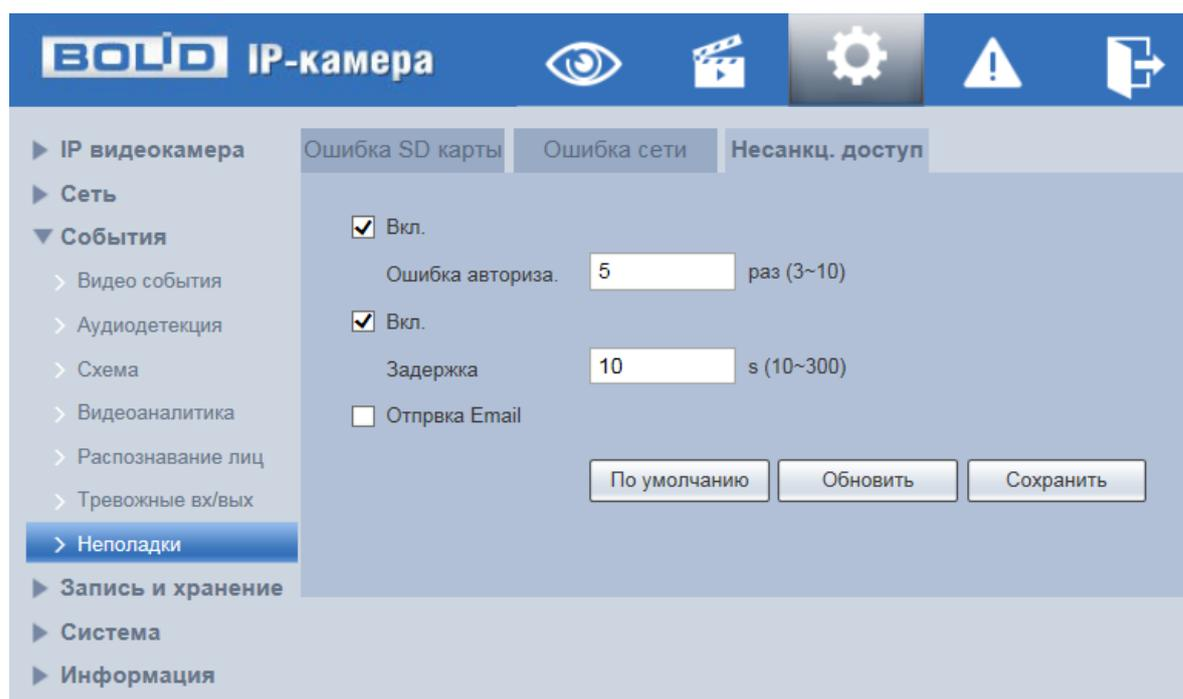 BOLID IP-камера
IP видеокамера
Сеть
События
Видео события
Аудиодетекция
Схема
Видеоаналитика
Распознавание лиц
Тревожные вх/вых
Неполадки
Запись и хранение
Система
Информация
Ошибка SD карты Ошибка сети Несанкц. доступ
Вкл.
Ошибка авториза. 5 раз (3~10)
Вкл.
Задержка 10 s (10~300)
Отпрвка Email
По умолчанию Обновить Сохранить